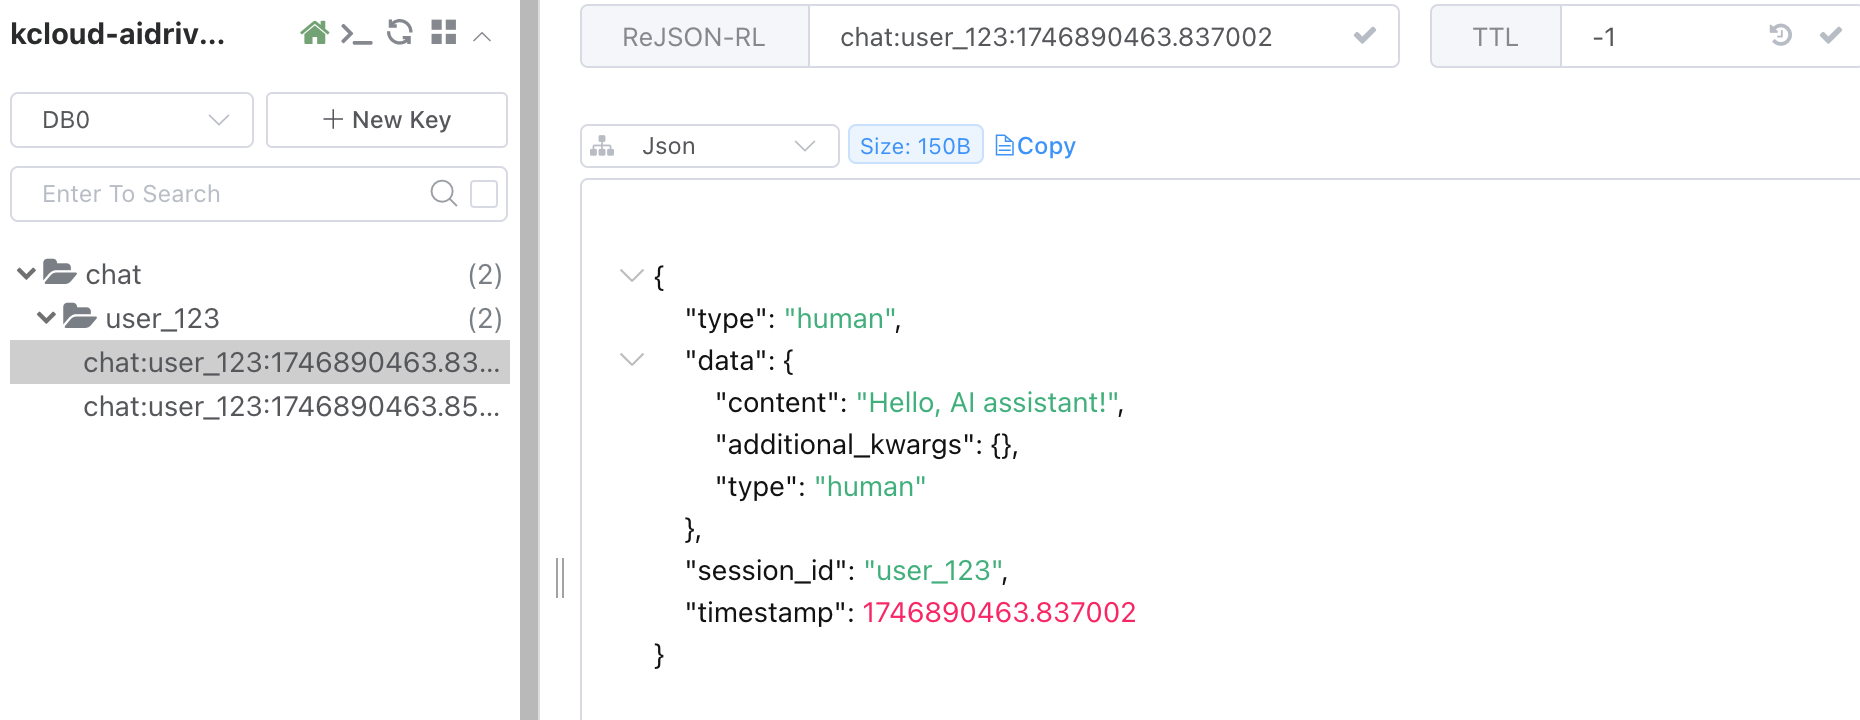 kcloud-aidriv...
DB0
+ New Key
Enter To Search
chat (2)
user_123 (2)
chat:user_123:1746890463.83...
chat:user_123:1746890463.85...
ReJSON-RL chat:user_123:1746890463.837002 TTL -1
Json Size: 150B Copy
{
"type": "human",
"data": {
"content": "Hello, AI assistant!",
"additional_kwargs": {},
"type": "human"
},
"session_id": "user_123",
"timestamp": 1746890463.837002
}